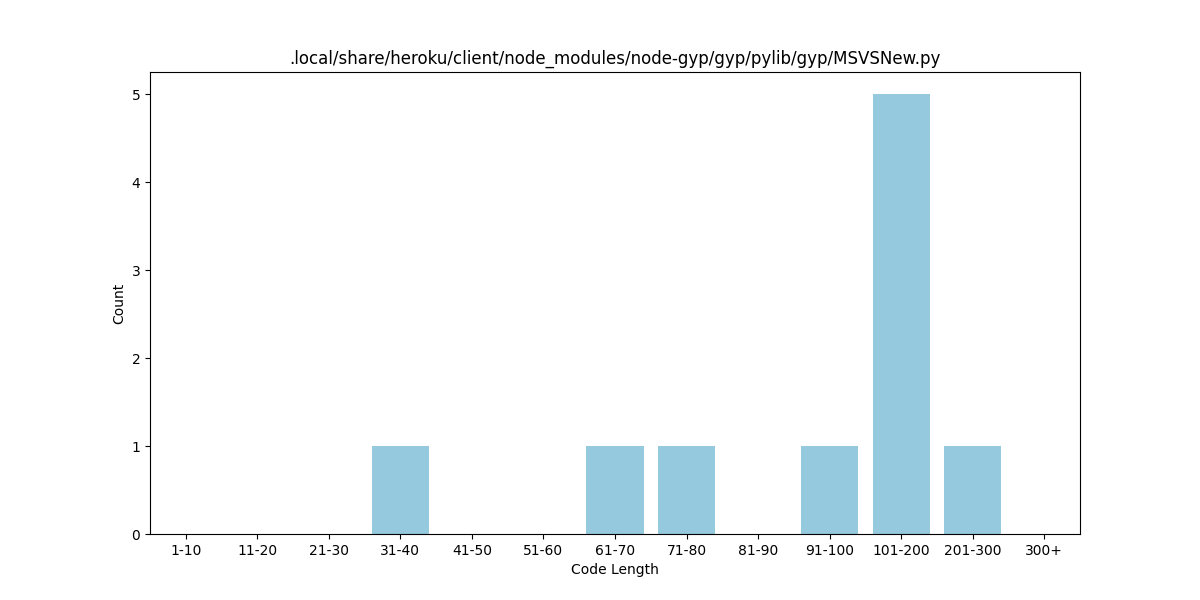 .local/share/heroku/client/node_modules/node-gyp/gyp/pylib/gyp/MSVSNew.py
5
4
3
2
1
0
Count
1-10 11-20 21-30 31-40 41-50 51-60 61-70 71-80 81-90 91-100 101-200 201-300 300+
Code Length